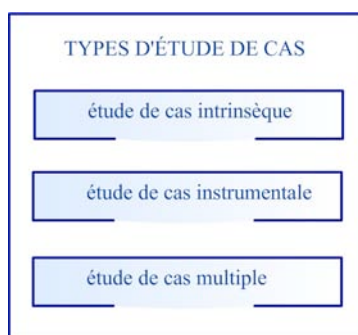 TYPES D'ÉTUDE DE CAS
étude de cas intrinsèque
étude de cas instrumentale
étude de cas multiple